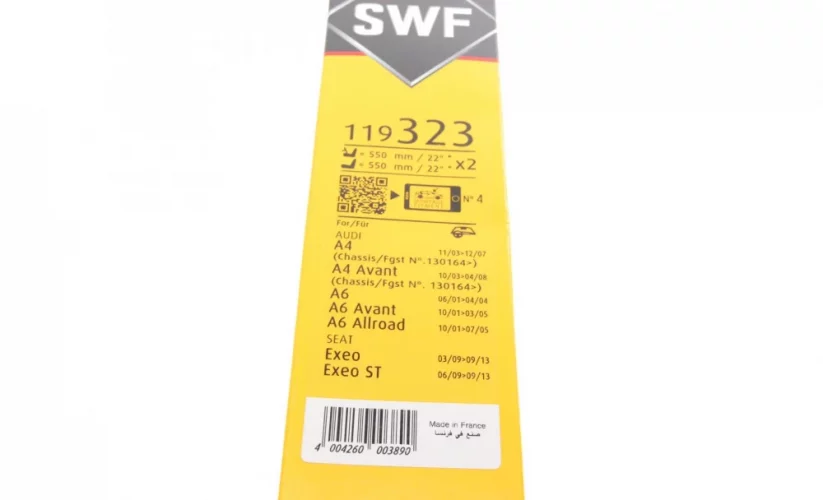 SWF
119 323
= 550 mm / 22" *
= 550 mm / 22" * x2
N° 4
For/Für
AUDI
A4 11/03>12/07
(Chassis/Fgst N°.130164>)
A4 Avant 10/03>04/08
(Chassis/Fgst N°. 130164>)
A6 06/01>04/04
A6 Avant 10/01>03/05
A6 Allroad 10/01>07/05
SEAT
Exeo 03/09>09/13
Exeo ST 06/09>09/13
Made in France
صنع في فرنسا
4 004260 003890